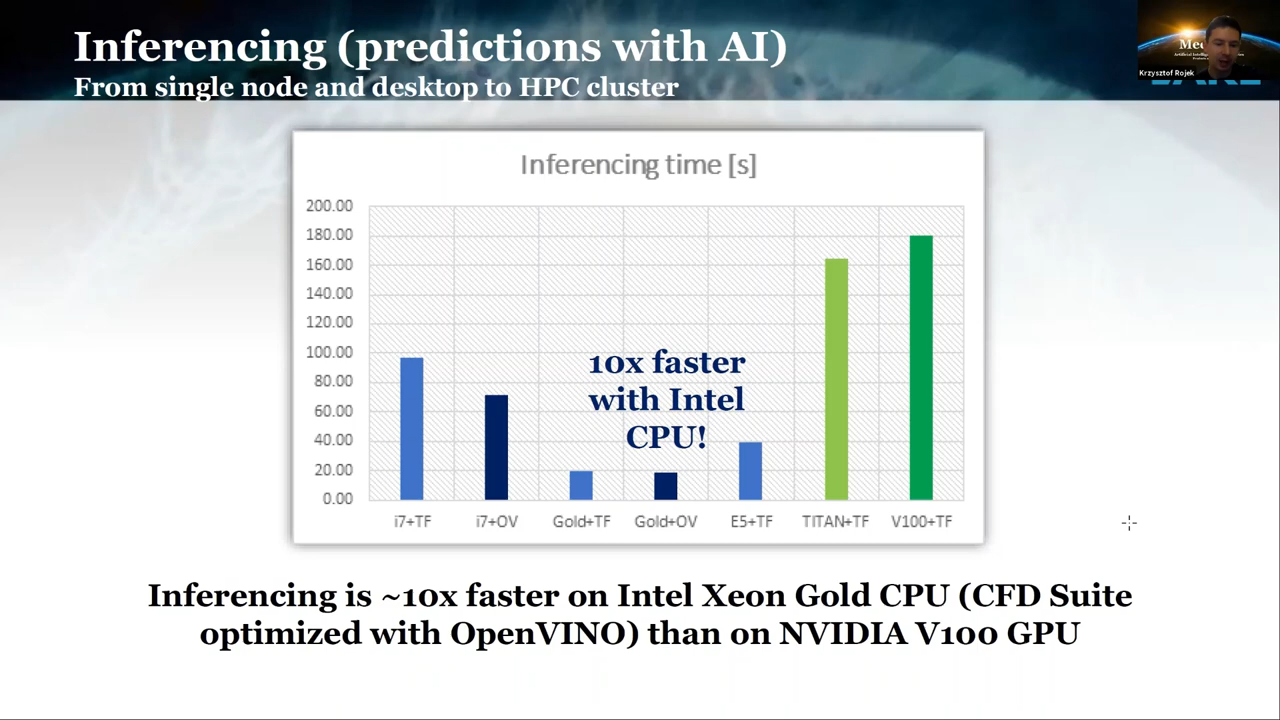 Inferencing (predictions with AI)
From single node and desktop to HPC cluster
Krzysztof Rojek
Inferencing time [s]
200.00
180.00
160.00
140.00
120.00
100.00
80.00
60.00
40.00
20.00
0.00
10x faster
with Intel
CPU!
i7+TF
i7+OV
Gold+TF
Gold+OV
E5+TF
TITAN+TF
V100+TF
Inferencing is ~10x faster on Intel Xeon Gold CPU (CFD Suite
optimized with OpenVINO) than on NVIDIA V100 GPU